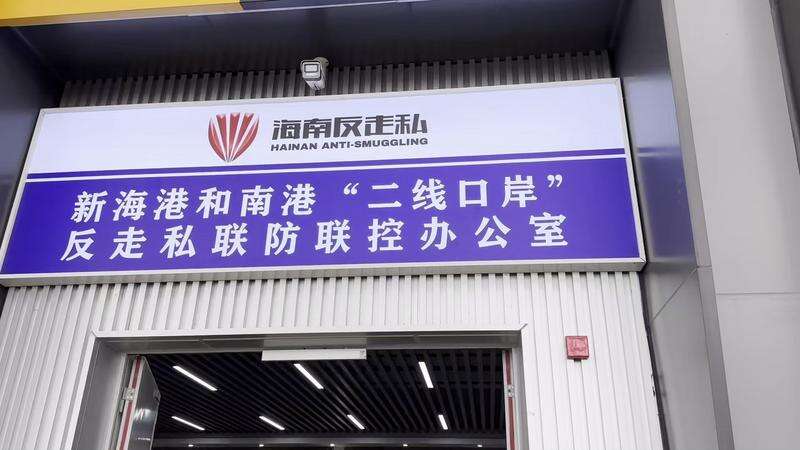 海南反走私
HAINAN ANTI-SMUGGLING
新海港和南港“二线口岸”
反走私联防联控办公室